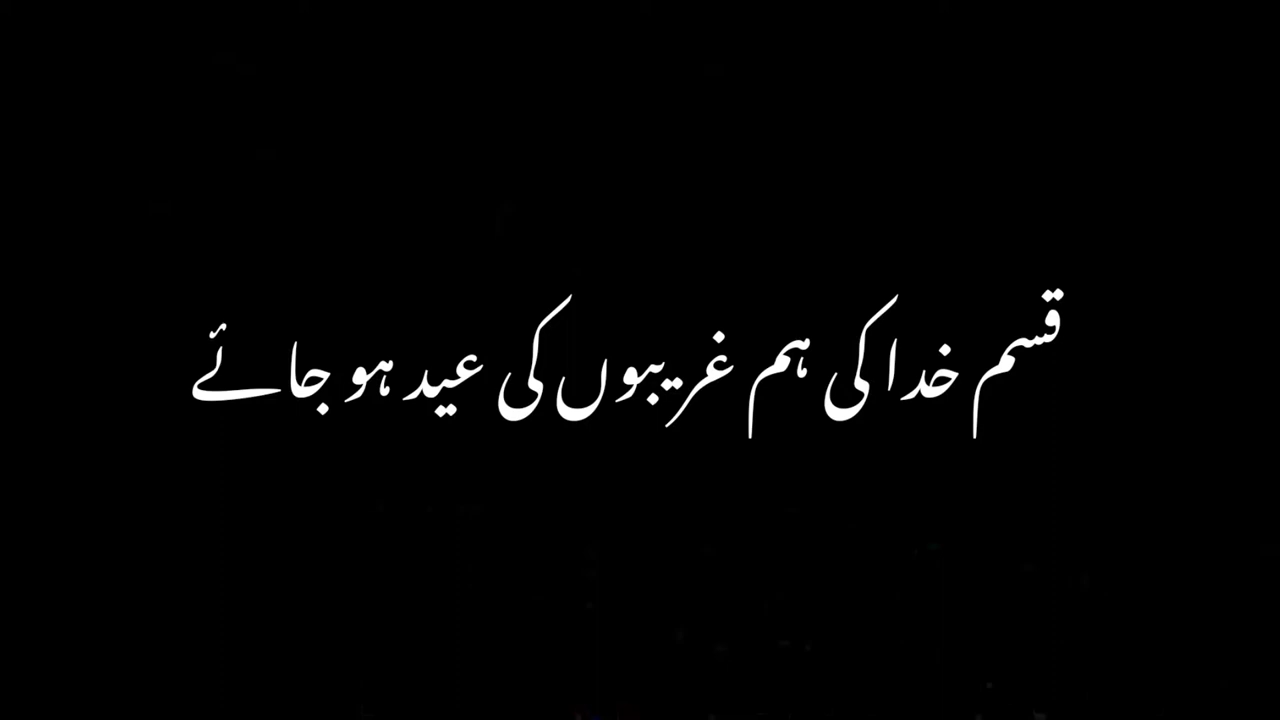 قسم خدا کی ہم غریبوں کی عید ہو جائے